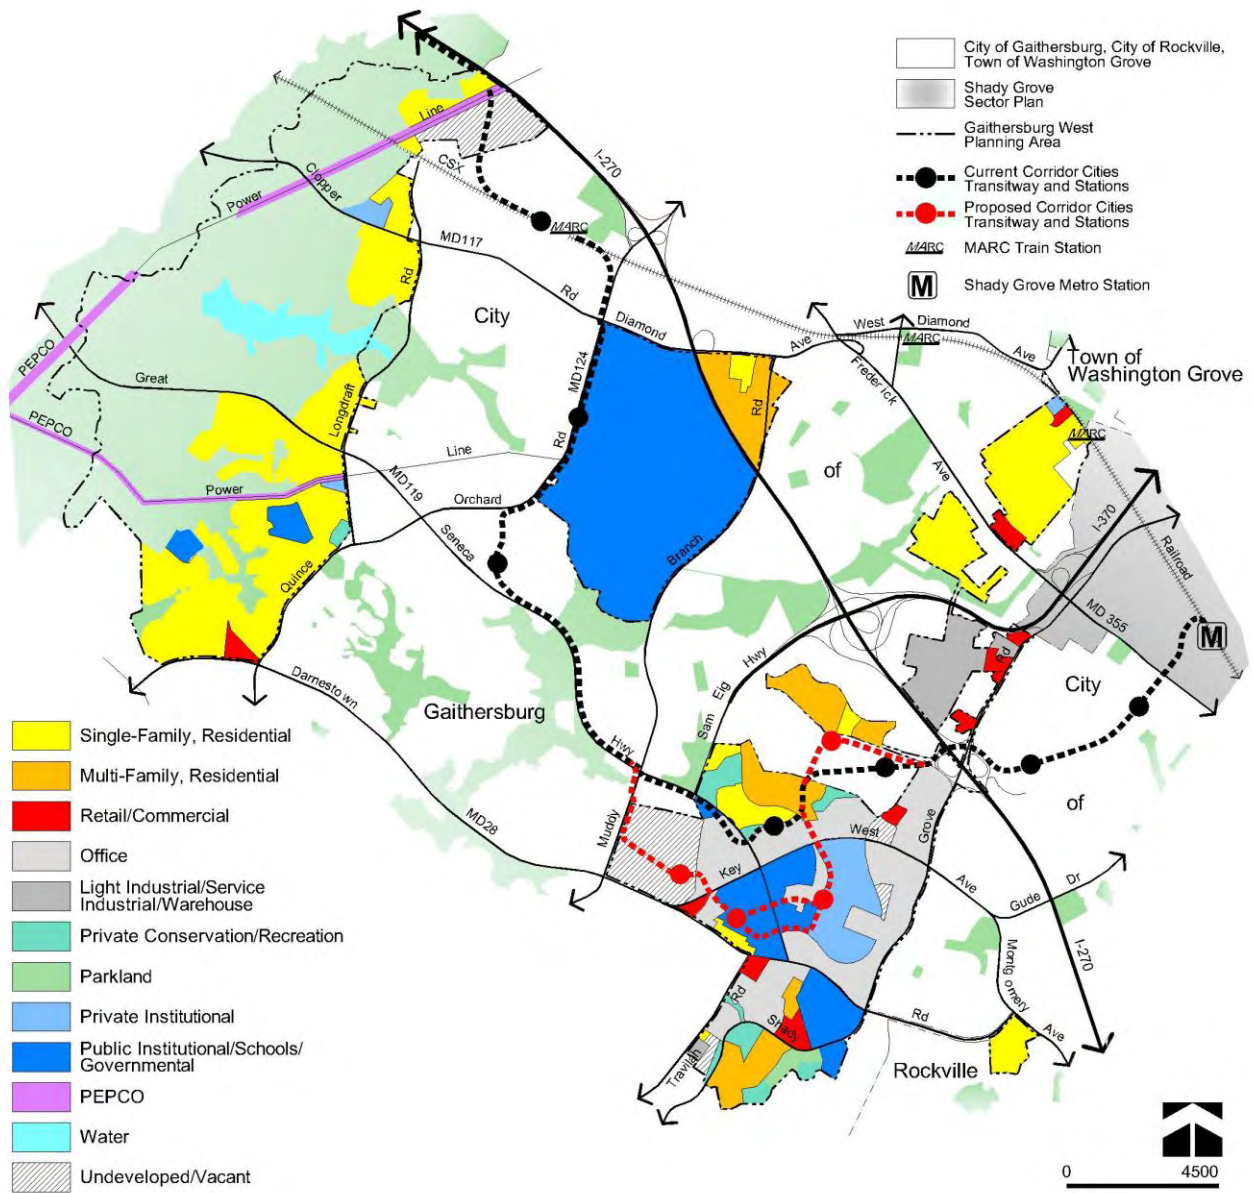 City of Gaithersburg, City of Rockville,
Town of Washington Grove
Shady Grove
Sector Plan
Gaithersburg West
Planning Area
Current Corridor Cities
Transitway and Stations
Proposed Corridor Cities
Transitway and Stations
MARC
MARC Train Station
M
Shady Grove Metro Station
Line
CSX
I-270
Clopper
Power
MARC
MD117
Rd
Rd
City
Diamond
Ave
West
Diamond
MARC
Ave
Town of
Washington Grove
PEPCO
Great
MD124
Frederick
Rd
Longdraft
PEPCO
Rd
Line
MARC
of
Ave
MD119
Power
Orchard
I-370
Seneca
Branch
Railroad
Quince
MD 355
M
Hwy
Rd
Darnestown
Sam Eig
City
Gaithersburg
Hwy
of
MD28
Muddy
West
Grove
Key
Ave
Gude
Dr
I-270
Montgomery
Rd
Shady
Rd
Ave
Travilah
Rockville
Single-Family, Residential
Multi-Family, Residential
Retail/Commercial
Office
Light Industrial/Service
Industrial/Warehouse
Private Conservation/Recreation
Parkland
Private Institutional
Public Institutional/Schools/
Governmental
PEPCO
Water
Undeveloped/Vacant
0
4500